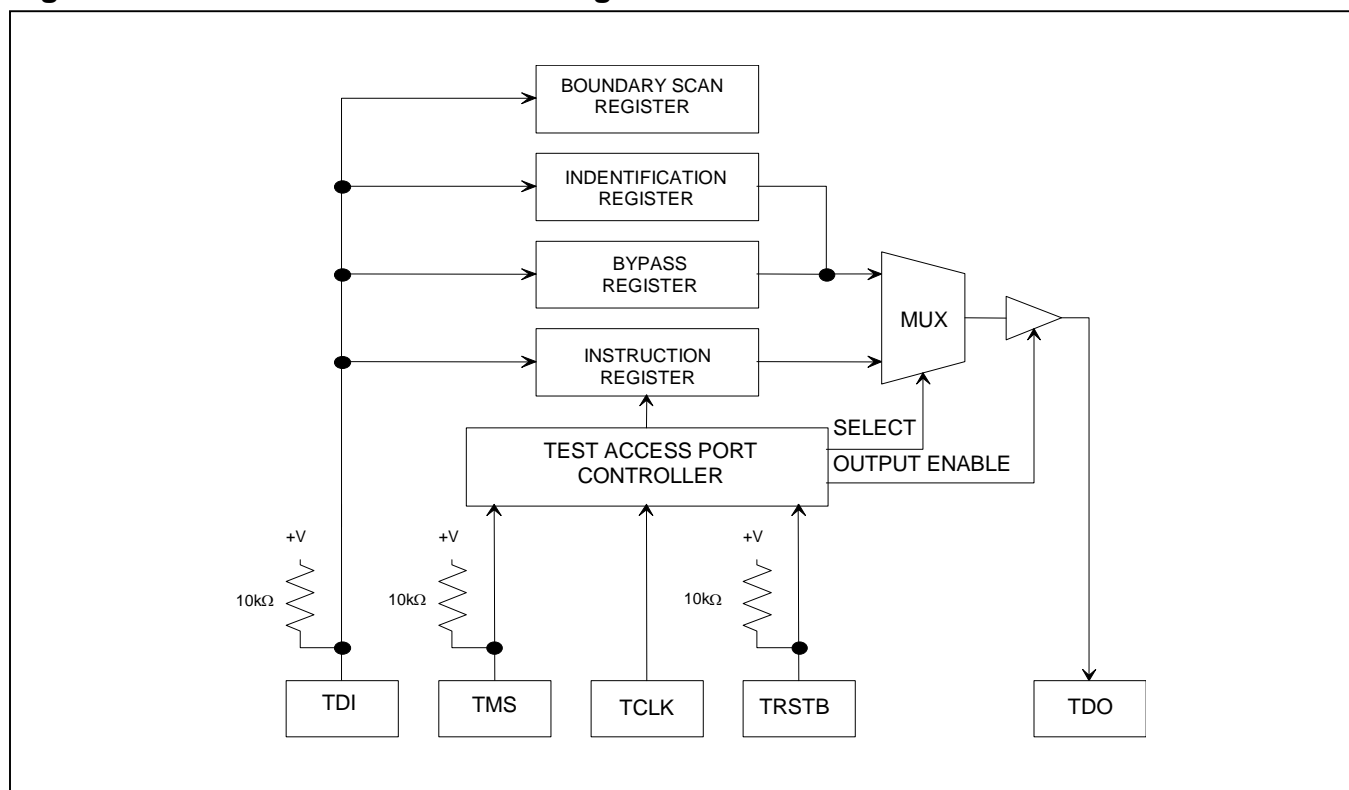 BOUNDARY SCAN
REGISTER
INDENTIFICATION
REGISTER
BYPASS
REGISTER
MUX
INSTRUCTION
REGISTER
SELECT
TEST ACCESS PORT
CONTROLLER
OUTPUT ENABLE
+V
+V
+V
10kΩ
10kΩ
10kΩ
TDI
TMS
TCLK
TRSTB
TDO